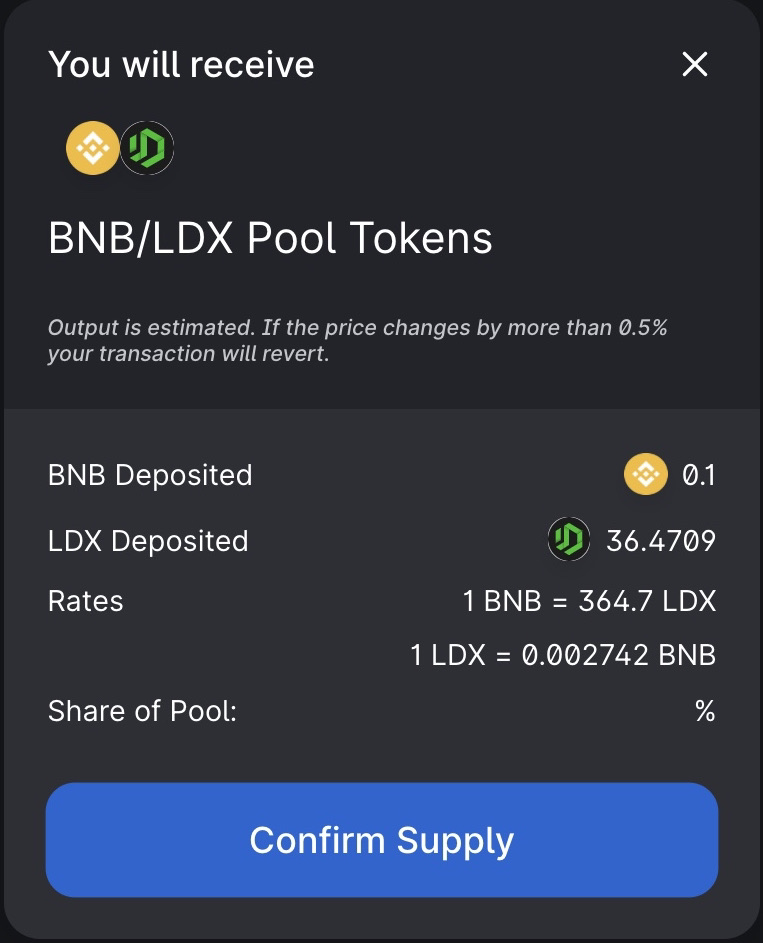 You will receive
BNB/LDX Pool Tokens
Output is estimated. If the price changes by more than 0.5%
your transaction will revert.
BNB Deposited 0.1
LDX Deposited 36.4709
Rates 1 BNB = 364.7 LDX
1 LDX = 0.002742 BNB
Share of Pool: %
Confirm Supply